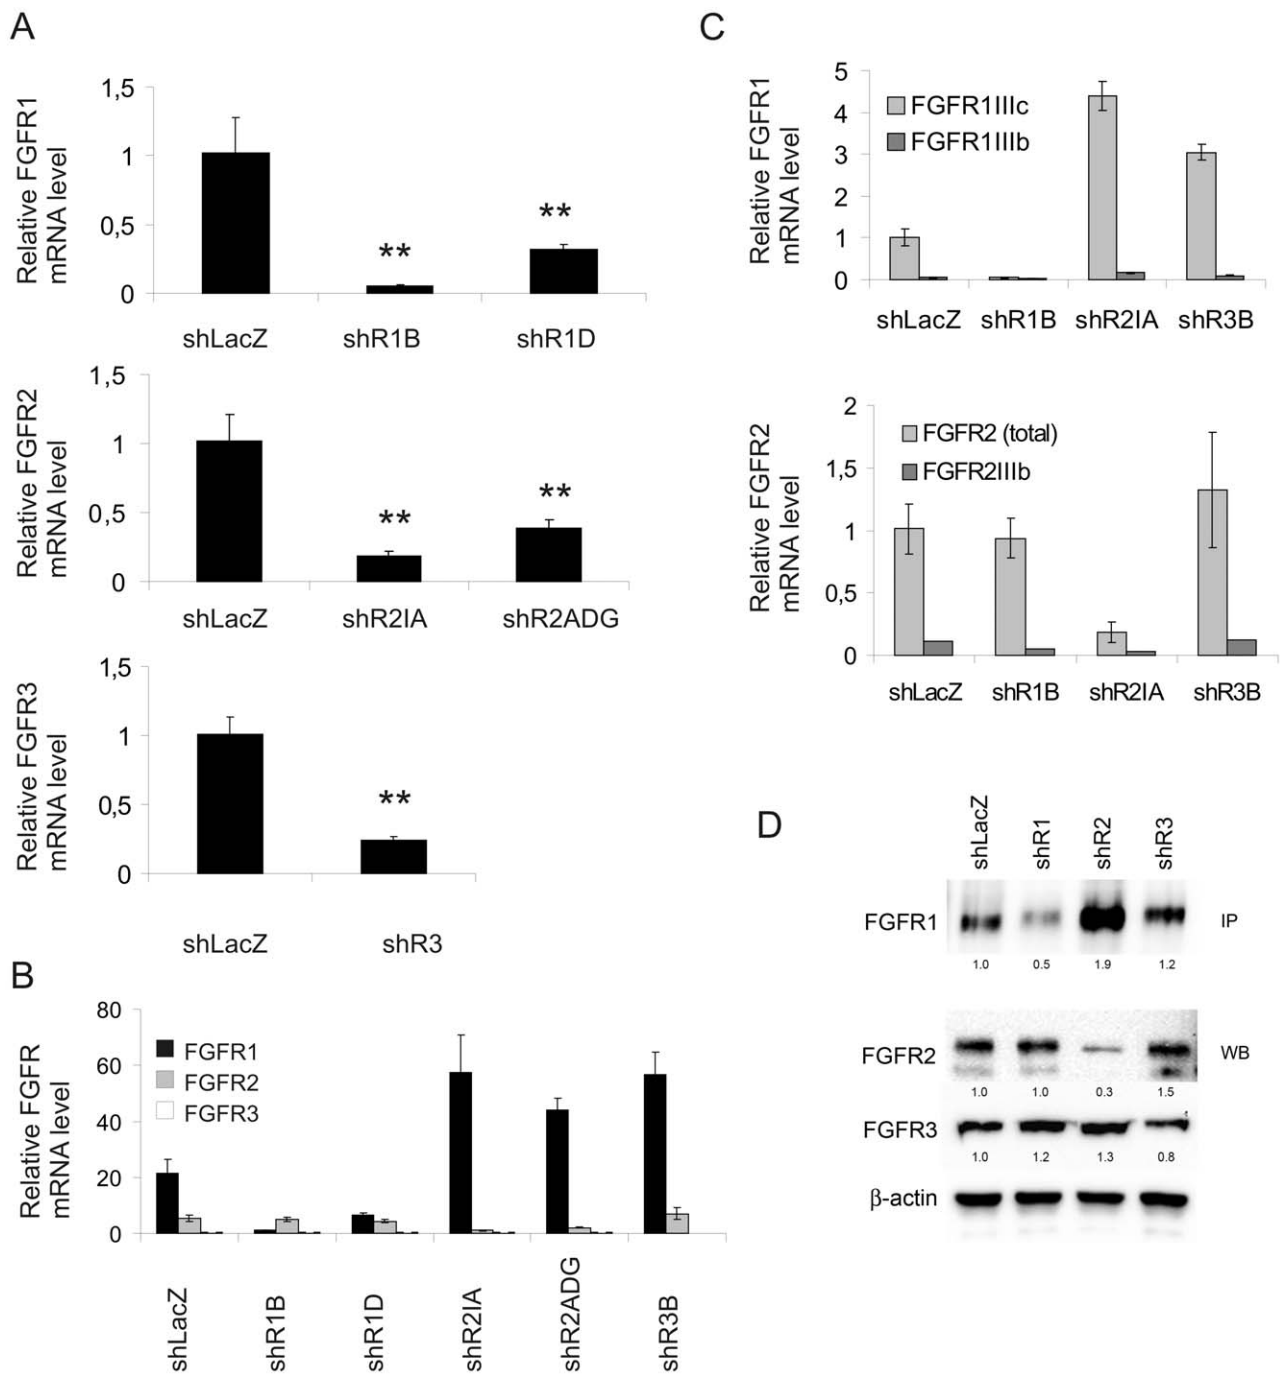 A
Relative FGFR1
mRNA level
1,5
1
0,5
0
**
**
shLacZ shR1B shR1D
Relative FGFR2
mRNA level
1,5
1
0,5
0
**
**
shLacZ shR2IA shR2ADG
Relative FGFR3
mRNA level
1,5
1
0,5
0
**
shLacZ shR3
B
Relative FGFR
mRNA level
80
60
40
20
0
FGFR1
FGFR2
FGFR3
shLacZ
shR1B
shR1D
shR2IA
shR2ADG
shR3B
C
Relative FGFR1
mRNA level
5
4
3
2
1
0
FGFR1IIIc
FGFR1IIIb
shLacZ shR1B shR2IA shR3B
Relative FGFR2
mRNA level
2
1,5
1
0,5
0
FGFR2 (total)
FGFR2IIIb
shLacZ shR1B shR2IA shR3B
D
shLacZ
shR1
shR2
shR3
FGFR1 IP
1.0 0.5 1.9 1.2
FGFR2 WB
1.0 1.0 0.3 1.5
FGFR3
1.0 1.2 1.3 0.8
β-actin